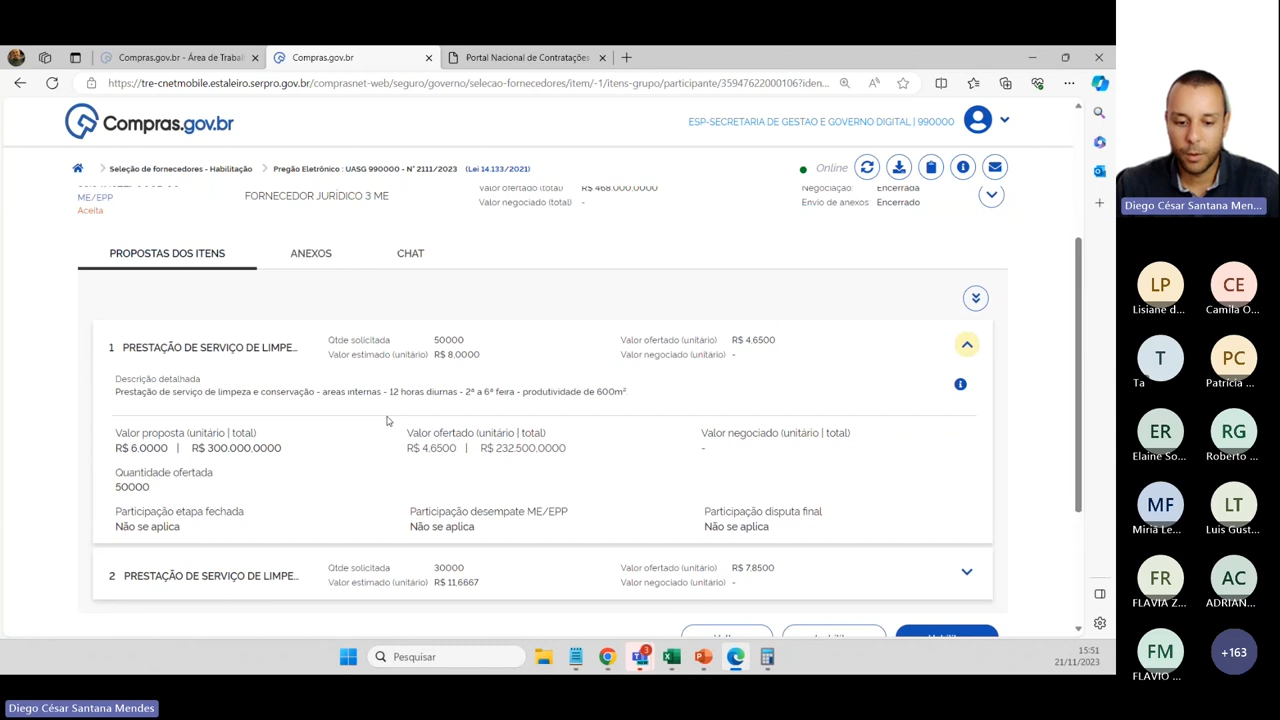 Compras.gov.br - Área de Trabal
Compras.gov.br
Portal Nacional de Contratações
https://tre-cnetmobile.estaleiro.serpro.gov.br/comprasnet-web/seguro/governo/selecao-fornecedores/item/-1/itens-grupo/participante/35947622000106?iden...
Compras.gov.br
ESP-SECRETARIA DE GESTAO E GOVERNO DIGITAL | 990000
Seleção de fornecedores - Habilitação
Pregão Eletrônico : UASG 990000 - N° 2111/2023
(Lei 14.133/2021)
Online
ME/EPP
Aceita
FORNECEDOR JURÍDICO 3 ME
Valor ofertado (total) R$ 468.000,0000
Valor negociado (total) -
Negociação: Encerrada
Envio de anexos: Encerrado
PROPOSTAS DOS ITENS
ANEXOS
CHAT
1 PRESTAÇÃO DE SERVIÇO DE LIMPE...
Qtde solicitada 50000
Valor estimado (unitário) R$ 8,0000
Valor ofertado (unitário) R$ 4,6500
Valor negociado (unitário) -
Descrição detalhada
Prestação de serviço de limpeza e conservação - areas internas - 12 horas diurnas - 2ª a 6ª feira - produtividade de 600m².
Valor proposta (unitário | total)
R$ 6,0000 | R$ 300.000,0000
Valor ofertado (unitário | total)
R$ 4,6500 | R$ 232.500,0000
Valor negociado (unitário | total)
-
Quantidade ofertada
50000
Participação etapa fechada
Não se aplica
Participação desempate ME/EPP
Não se aplica
Participação disputa final
Não se aplica
2 PRESTAÇÃO DE SERVIÇO DE LIMPE...
Qtde solicitada 30000
Valor estimado (unitário) R$ 11,6667
Valor ofertado (unitário) R$ 7,8500
Valor negociado (unitário) -
Pesquisar
3
15:51
21/11/2023
Diego César Santana Mendes
Diego César Santana Men...
LP
Lisiane d...
CE
Camila O...
T
Ta
PC
Patrícia ...
ER
Elaine So...
RG
Roberto ...
MF
Miriã Le...
LT
Luis Gust...
FR
FLAVIA Z...
AC
ADRIAN...
FM
FLAVIO ...
+163